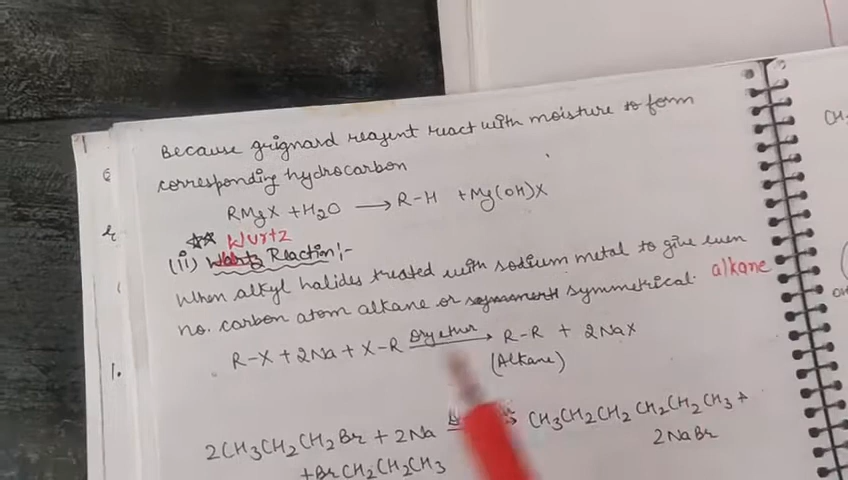 Because grignard reagent react with moisture to form
corresponding hydrocarbon
RMgX + H2O ⟶ R-H + Mg(OH)X
Wurtz
(ii) Reaction:-
When alkyl halides treated with sodium metal to give even
no. carbon atom alkane or symmetrical. alkane
R-X + 2Na + X-R Dry ether ⟶ R-R + 2NaX
(Alkane)
2CH3CH2CH2Br + 2Na ⟶ CH3CH2CH2CH2CH2CH3 +
+BrCH2CH2CH3 2NaBr
1.